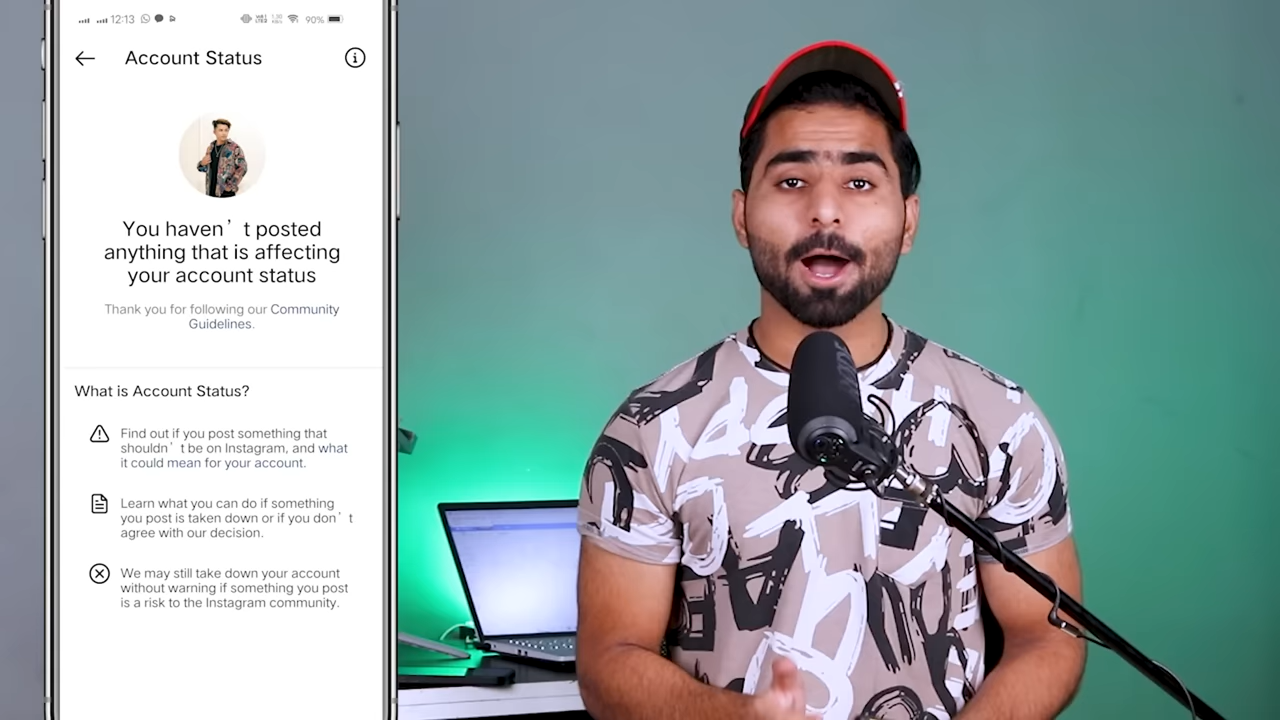 12:13
90%
Account Status
You haven’t posted
anything that is affecting
your account status
Thank you for following our Community
Guidelines.
What is Account Status?
Find out if you post something that
shouldn’t be on Instagram, and what
it could mean for your account.
Learn what you can do if something
you post is taken down or if you don’t
agree with our decision.
We may still take down your account
without warning if something you post
is a risk to the Instagram community.